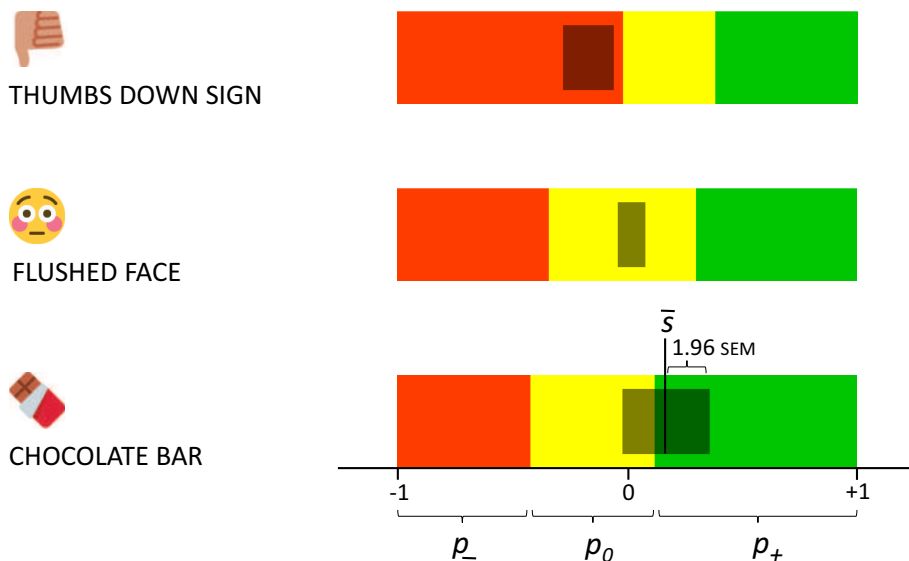 THUMBS DOWN SIGN
FLUSHED FACE
s̅
1.96 SEM
CHOCOLATE BAR
-1 0 +1
p₋ p₀ p₊